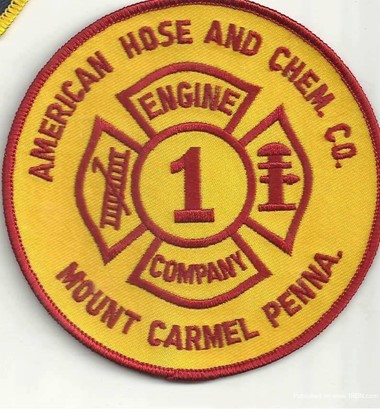 AMERICAN HOSE AND CHEM. CO.
ENGINE
1
COMPANY
MOUNT CARMEL PENNA.